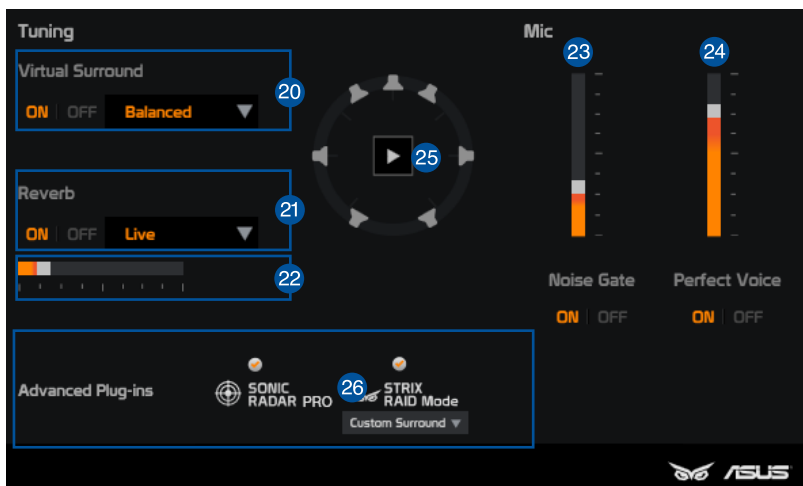 Tuning
Mic
Virtual Surround
20
23
24
ON OFF Balanced
25
Reverb
21
ON OFF Live
22
Noise Gate Perfect Voice
ON OFF ON OFF
Advanced Plug-ins
SONIC
RADAR PRO
26
STRIX
RAID Mode
Custom Surround
ASUS